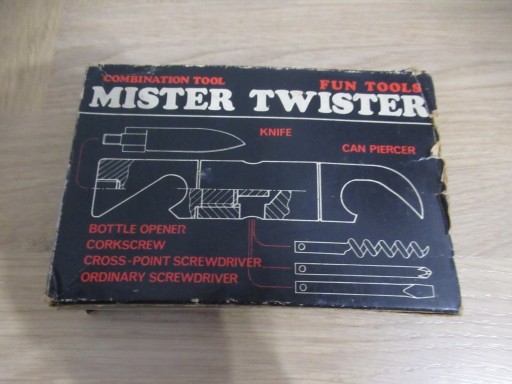 COMBINATION TOOL
FUN TOOLS
MISTER TWISTER
KNIFE
CAN PIERCER
BOTTLE OPENER
CORKSCREW
CROSS-POINT SCREWDRIVER
ORDINARY SCREWDRIVER